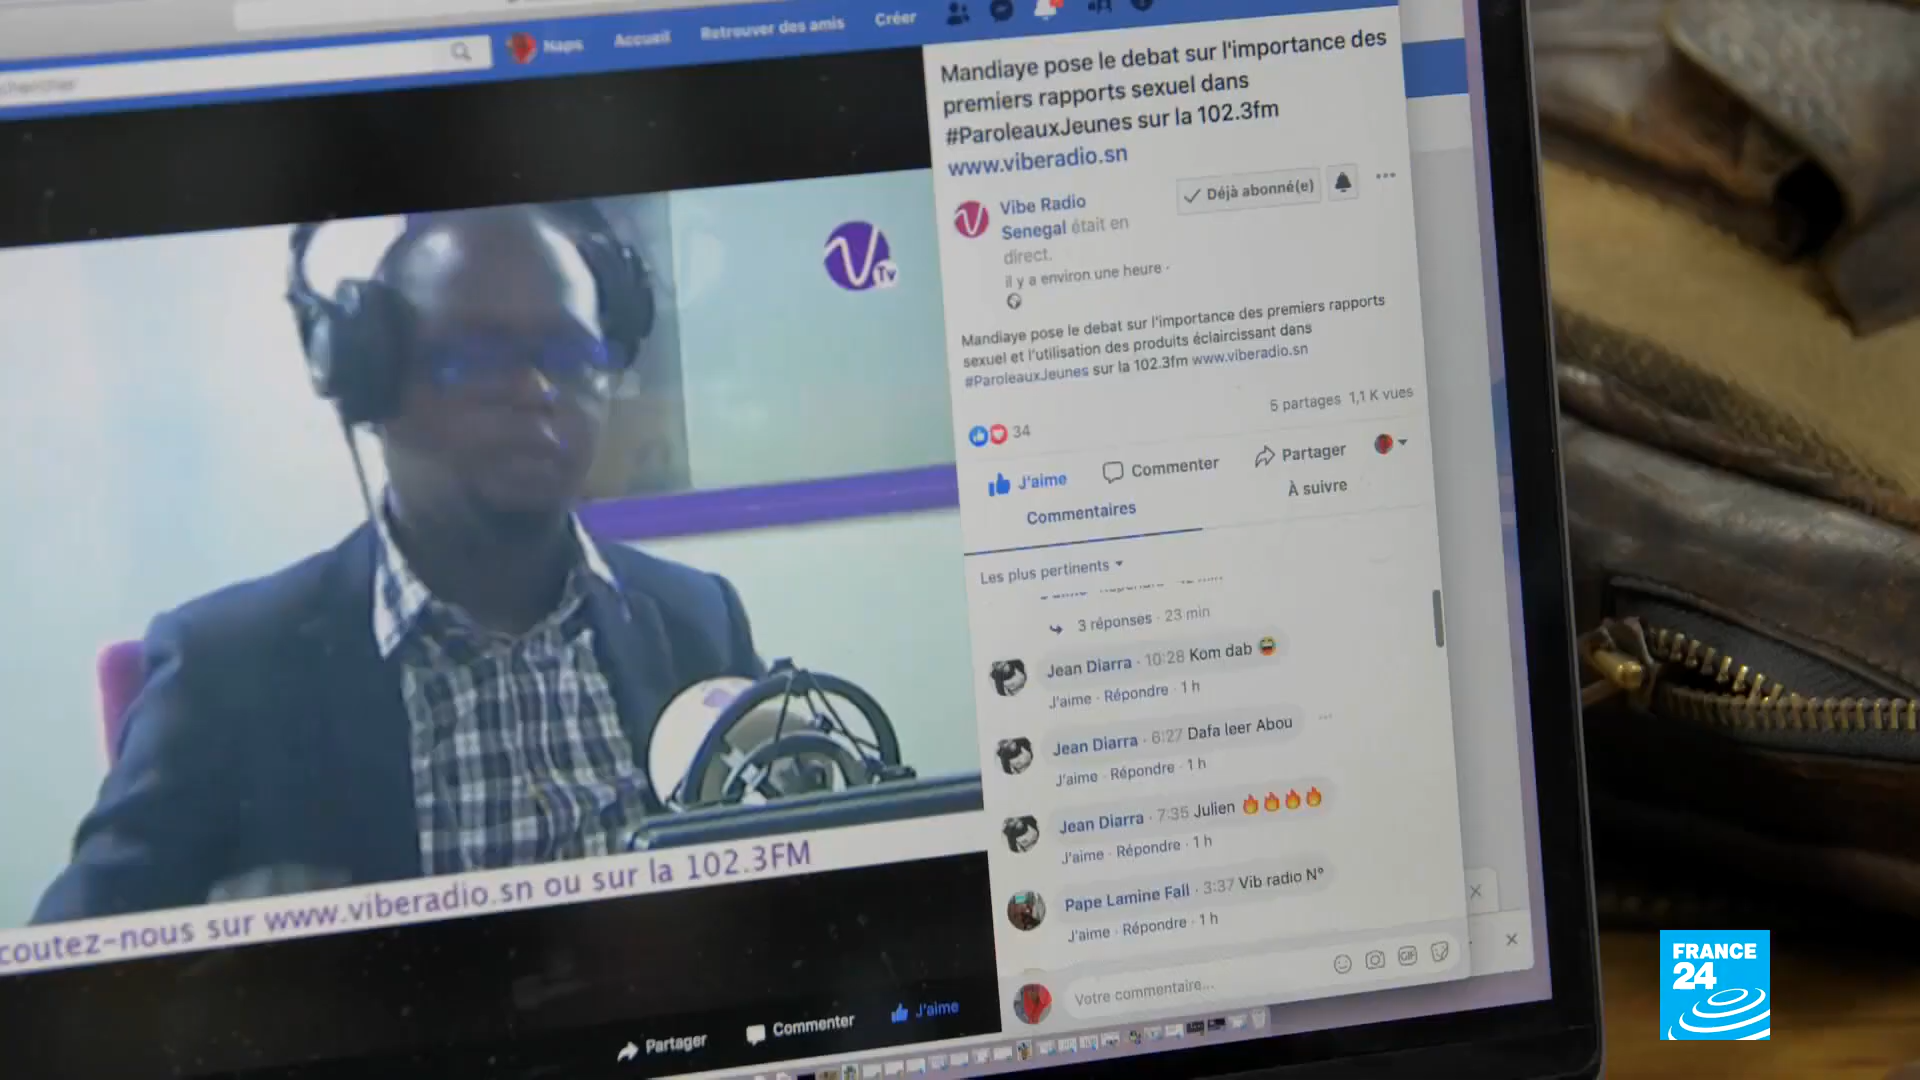 Naps Accueil Retrouver des amis Créer
Mandiaye pose le debat sur l'importance des
premiers rapports sexuel dans
#ParoleauxJeunes sur la 102.3fm
www.viberadio.sn
Vibe Radio
Senegal était en
direct.
il y a environ une heure ·
✓ Déjà abonné(e)
Mandiaye pose le debat sur l'importance des premiers rapports
sexuel et l'utilisation des produits éclaircissant dans
#ParoleauxJeunes sur la 102.3fm www.viberadio.sn
5 partages 1,1 K vues
34
J'aime Commenter Partager
Commentaires À suivre
Les plus pertinents
3 réponses · 23 min
Jean Diarra · 10:28 Kom dab
J'aime · Répondre · 1 h
Jean Diarra · 6:27 Dafa leer Abou
J'aime · Répondre · 1 h
Jean Diarra · 7:35 Julien 🔥🔥🔥🔥
J'aime · Répondre · 1 h
Pape Lamine Fall · 3:37 Vib radio N°
J'aime · Répondre · 1 h
Votre commentaire...
GIF
V Tv
coutez-nous sur www.viberadio.sn ou sur la 102.3FM
Partager Commenter J'aime
FRANCE
24